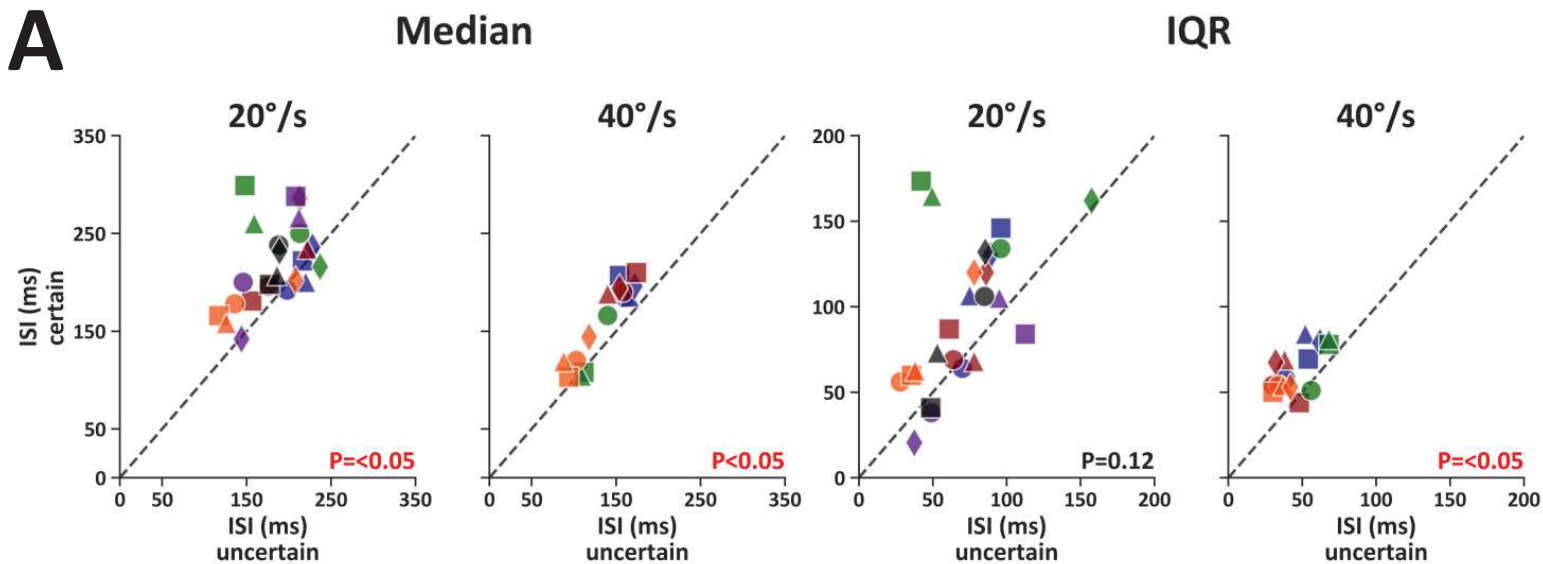 A
Median
IQR
20°/s
40°/s
20°/s
40°/s
350
250
150
50
0
ISI (ms)
certain
P=<0.05
0 50 150 250 350
ISI (ms)
uncertain
P<0.05
0 50 150 250 350
ISI (ms)
uncertain
200
150
100
50
0
P=0.12
0 50 100 150 200
ISI (ms)
uncertain
P=<0.05
0 50 100 150 200
ISI (ms)
uncertain